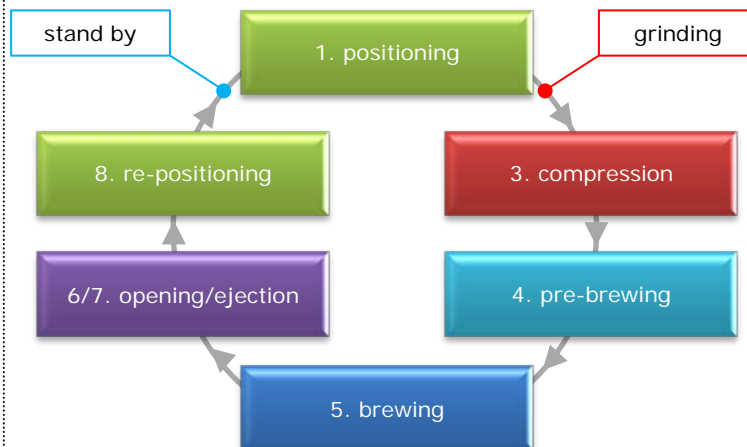 stand by
1. positioning
grinding
8. re-positioning
3. compression
6/7. opening/ejection
4. pre-brewing
5. brewing